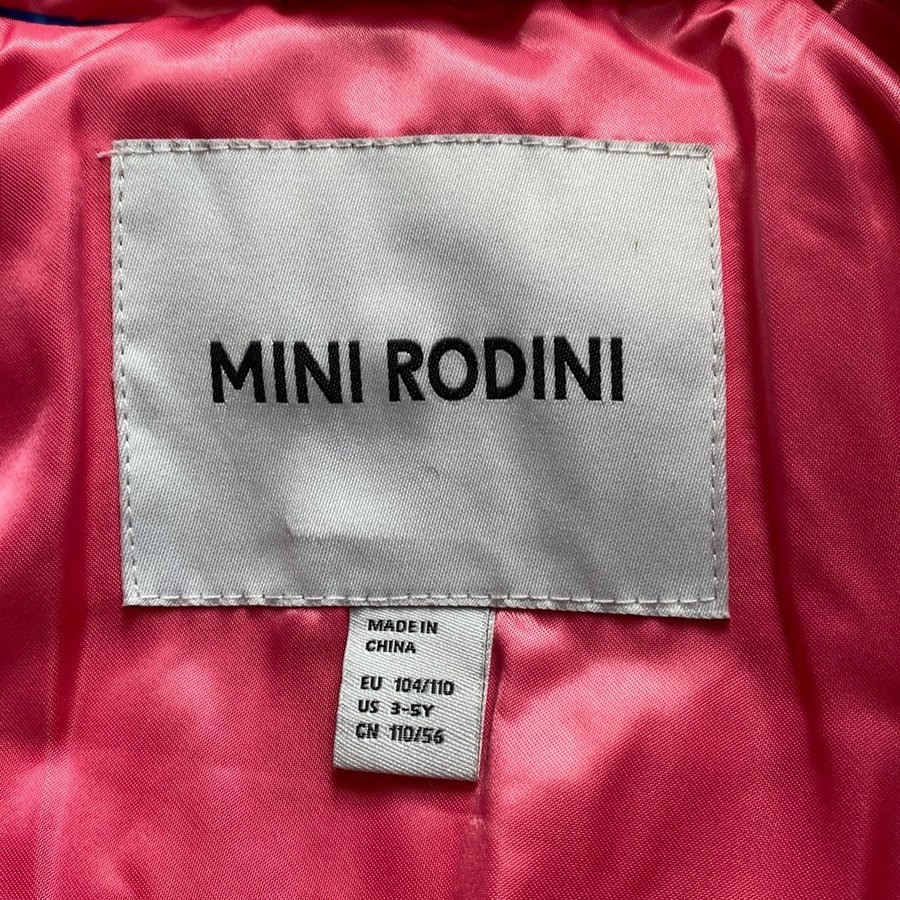 MINI RODINI
MADE IN
CHINA
EU 104/110
US 3-5Y
CN 110/56